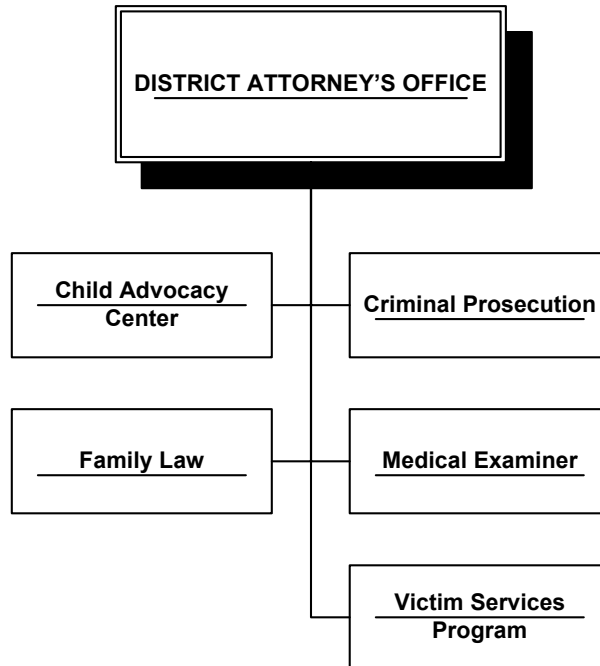 DISTRICT ATTORNEY’S OFFICE
Child Advocacy
Center
Criminal Prosecution
Family Law
Medical Examiner
Victim Services
Program